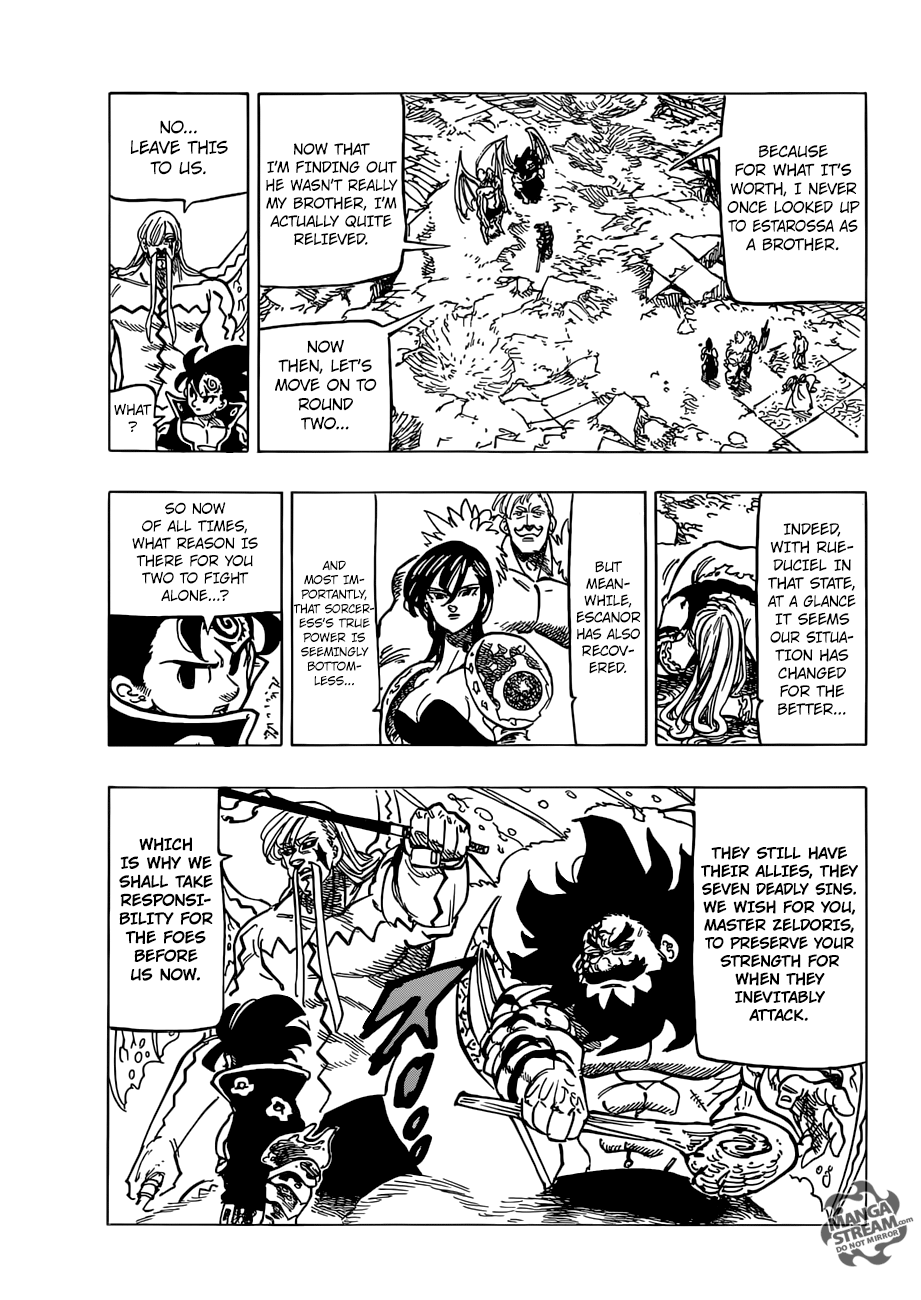 BECAUSE
FOR WHAT IT'S
WORTH, I NEVER
ONCE LOOKED UP
TO ESTAROSSA AS
A BROTHER.
NOW THAT
I'M FINDING OUT
HE WASN'T REALLY
MY BROTHER, I'M
ACTUALLY QUITE
RELIEVED.
NOW
THEN, LET'S
MOVE ON TO
ROUND
TWO...
NO...
LEAVE THIS
TO US.
WHAT
?
INDEED,
WITH RUE-
DUCIEL IN
THAT STATE,
AT A GLANCE
IT SEEMS
OUR SITUA-
TION HAS
CHANGED
FOR THE
BETTER...
BUT
MEAN-
WHILE,
ESCANOR
HAS ALSO
RECOV-
ERED.
AND
MOST IM-
PORTANTLY,
THAT SORCER-
ESS'S TRUE
POWER IS
SEEMINGLY
BOTTOM-
LESS...
SO NOW
OF ALL TIMES,
WHAT REASON IS
THERE FOR YOU
TWO TO FIGHT
ALONE...?
THEY STILL HAVE
THEIR ALLIES, THEY
SEVEN DEADLY SINS.
WE WISH FOR YOU,
MASTER ZELDORIS,
TO PRESERVE YOUR
STRENGTH FOR
WHEN THEY
INEVITABLY
ATTACK.
WHICH
IS WHY WE
SHALL TAKE
RESPONSI-
BILITY FOR
THE FOES
BEFORE
US NOW.
MANGA
STREAM.com
DO NOT MIRROR